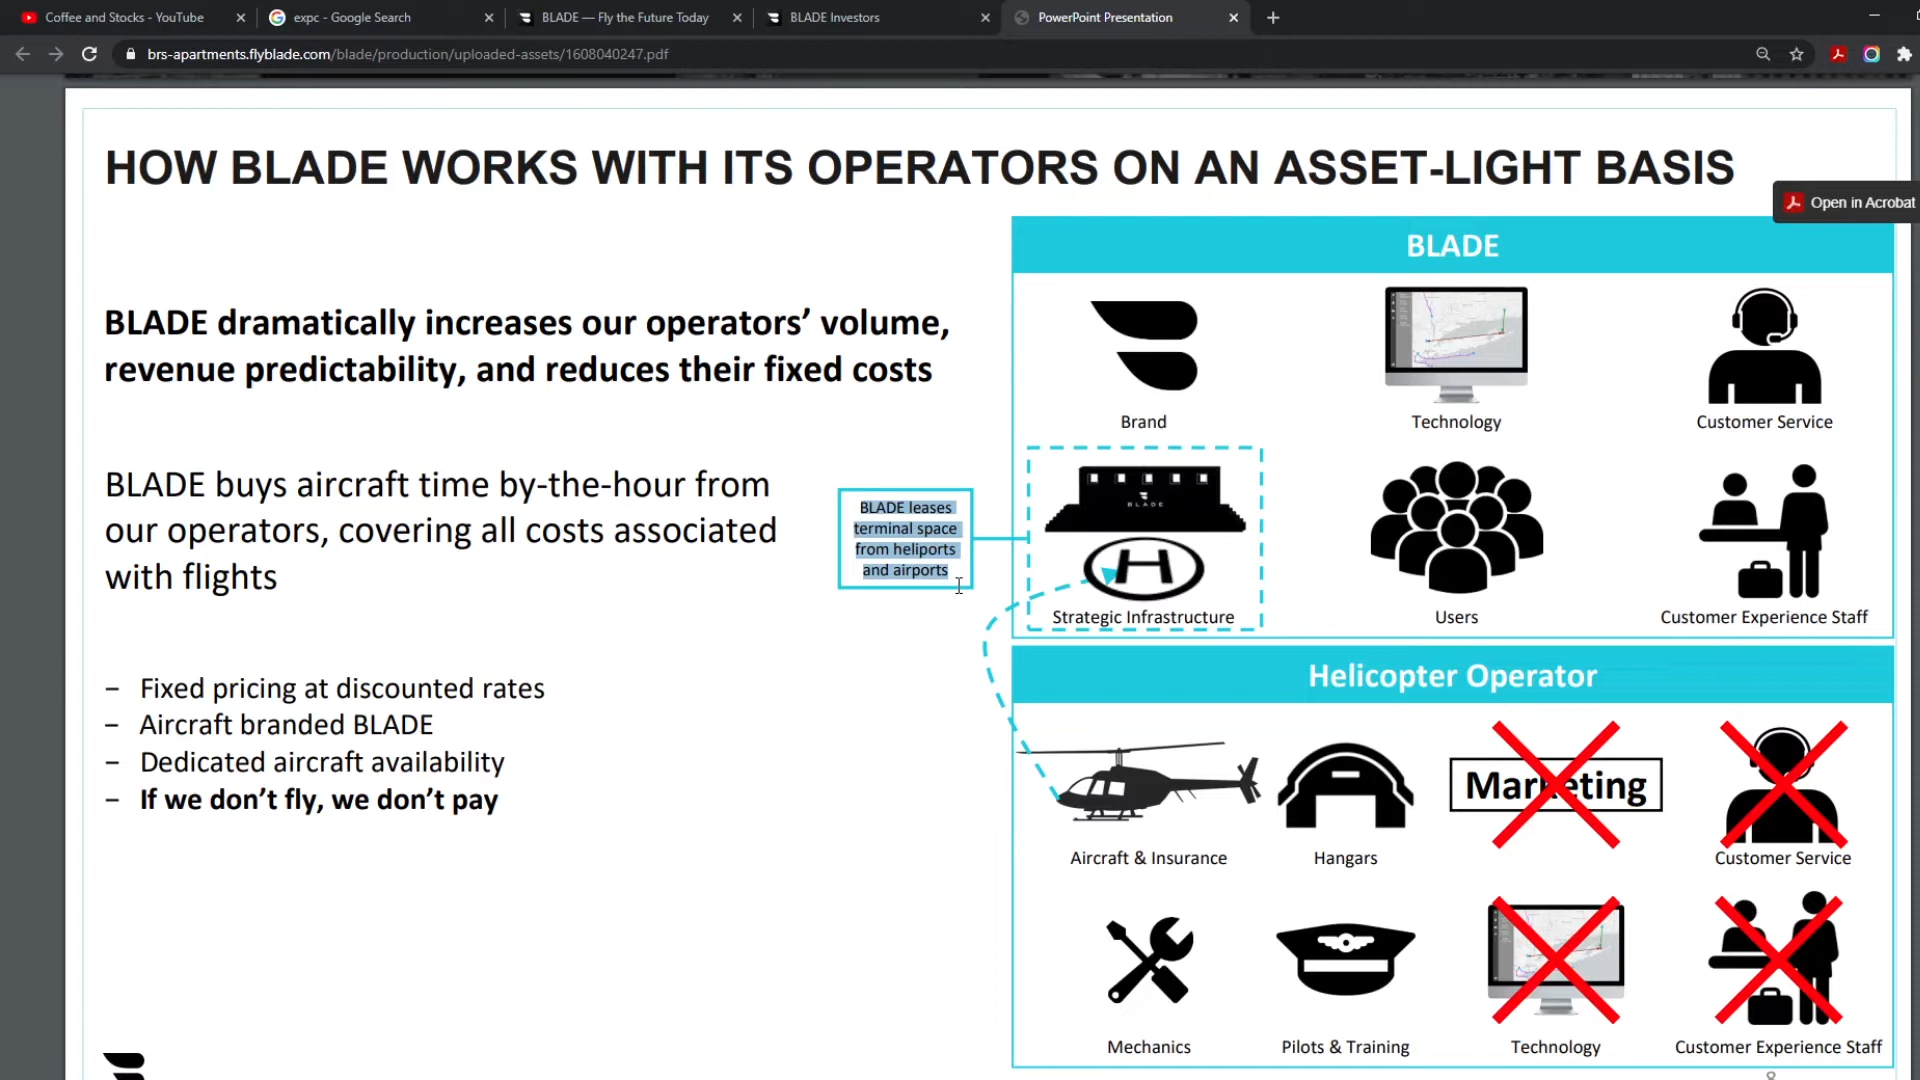 Coffee and Stocks - YouTube
expc - Google Search
BLADE — Fly the Future Today
BLADE Investors
PowerPoint Presentation
brs-apartments.flyblade.com/blade/production/uploaded-assets/1608040247.pdf
HOW BLADE WORKS WITH ITS OPERATORS ON AN ASSET-LIGHT BASIS
Open in Acrobat
BLADE dramatically increases our operators’ volume,
revenue predictability, and reduces their fixed costs
BLADE buys aircraft time by-the-hour from
our operators, covering all costs associated
with flights
- Fixed pricing at discounted rates
- Aircraft branded BLADE
- Dedicated aircraft availability
- If we don’t fly, we don’t pay
BLADE leases
terminal space
from heliports
and airports
BLADE
Brand
Technology
Customer Service
BLADE
H
Strategic Infrastructure
Users
Customer Experience Staff
Helicopter Operator
Aircraft & Insurance
Hangars
Marketing
Customer Service
Mechanics
Pilots & Training
Technology
Customer Experience Staff